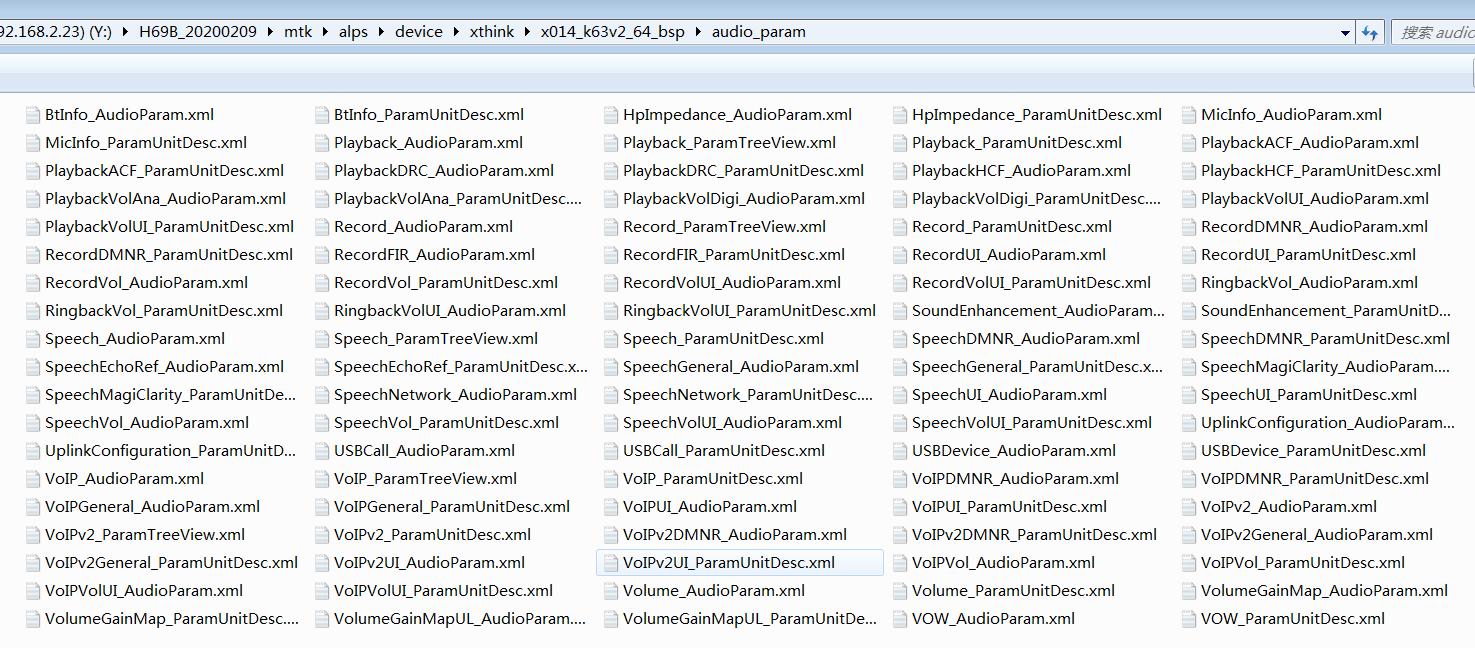 92.168.2.23) (Y:) H69B_20200209 mtk alps device xthink x014_k63v2_64_bsp audio_param 搜索 audio
BtInfo_AudioParam.xml BtInfo_ParamUnitDesc.xml HpImpedance_AudioParam.xml HpImpedance_ParamUnitDesc.xml MicInfo_AudioParam.xml
MicInfo_ParamUnitDesc.xml Playback_AudioParam.xml Playback_ParamTreeView.xml Playback_ParamUnitDesc.xml PlaybackACF_AudioParam.xml
PlaybackACF_ParamUnitDesc.xml PlaybackDRC_AudioParam.xml PlaybackDRC_ParamUnitDesc.xml PlaybackHCF_AudioParam.xml PlaybackHCF_ParamUnitDesc.xml
PlaybackVolAna_AudioParam.xml PlaybackVolAna_ParamUnitDesc.... PlaybackVolDigi_AudioParam.xml PlaybackVolDigi_ParamUnitDesc.... PlaybackVolUI_AudioParam.xml
PlaybackVolUI_ParamUnitDesc.xml Record_AudioParam.xml Record_ParamTreeView.xml Record_ParamUnitDesc.xml RecordDMNR_AudioParam.xml
RecordDMNR_ParamUnitDesc.xml RecordFIR_AudioParam.xml RecordFIR_ParamUnitDesc.xml RecordUI_AudioParam.xml RecordUI_ParamUnitDesc.xml
RecordVol_AudioParam.xml RecordVol_ParamUnitDesc.xml RecordVolUI_AudioParam.xml RecordVolUI_ParamUnitDesc.xml RingbackVol_AudioParam.xml
RingbackVol_ParamUnitDesc.xml RingbackVolUI_AudioParam.xml RingbackVolUI_ParamUnitDesc.xml SoundEnhancement_AudioParam... SoundEnhancement_ParamUnitD...
Speech_AudioParam.xml Speech_ParamTreeView.xml Speech_ParamUnitDesc.xml SpeechDMNR_AudioParam.xml SpeechDMNR_ParamUnitDesc.xml
SpeechEchoRef_AudioParam.xml SpeechEchoRef_ParamUnitDesc.x... SpeechGeneral_AudioParam.xml SpeechGeneral_ParamUnitDesc.x... SpeechMagiClarity_AudioParam....
SpeechMagiClarity_ParamUnitDe... SpeechNetwork_AudioParam.xml SpeechNetwork_ParamUnitDesc.... SpeechUI_AudioParam.xml SpeechUI_ParamUnitDesc.xml
SpeechVol_AudioParam.xml SpeechVol_ParamUnitDesc.xml SpeechVolUI_AudioParam.xml SpeechVolUI_ParamUnitDesc.xml UplinkConfiguration_AudioParam...
UplinkConfiguration_ParamUnitD... USBCall_AudioParam.xml USBCall_ParamUnitDesc.xml USBDevice_AudioParam.xml USBDevice_ParamUnitDesc.xml
VoIP_AudioParam.xml VoIP_ParamTreeView.xml VoIP_ParamUnitDesc.xml VoIPDMNR_AudioParam.xml VoIPDMNR_ParamUnitDesc.xml
VoIPGeneral_AudioParam.xml VoIPGeneral_ParamUnitDesc.xml VoIPUI_AudioParam.xml VoIPUI_ParamUnitDesc.xml VoIPv2_AudioParam.xml
VoIPv2_ParamTreeView.xml VoIPv2_ParamUnitDesc.xml VoIPv2DMNR_AudioParam.xml VoIPv2DMNR_ParamUnitDesc.xml VoIPv2General_AudioParam.xml
VoIPv2General_ParamUnitDesc.xml VoIPv2UI_AudioParam.xml VoIPv2UI_ParamUnitDesc.xml VoIPVol_AudioParam.xml VoIPVol_ParamUnitDesc.xml
VoIPVolUI_AudioParam.xml VoIPVolUI_ParamUnitDesc.xml Volume_AudioParam.xml Volume_ParamUnitDesc.xml VolumeGainMap_AudioParam.xml
VolumeGainMap_ParamUnitDesc.... VolumeGainMapUL_AudioParam.... VolumeGainMapUL_ParamUnitDe... VOW_AudioParam.xml VOW_ParamUnitDesc.xml